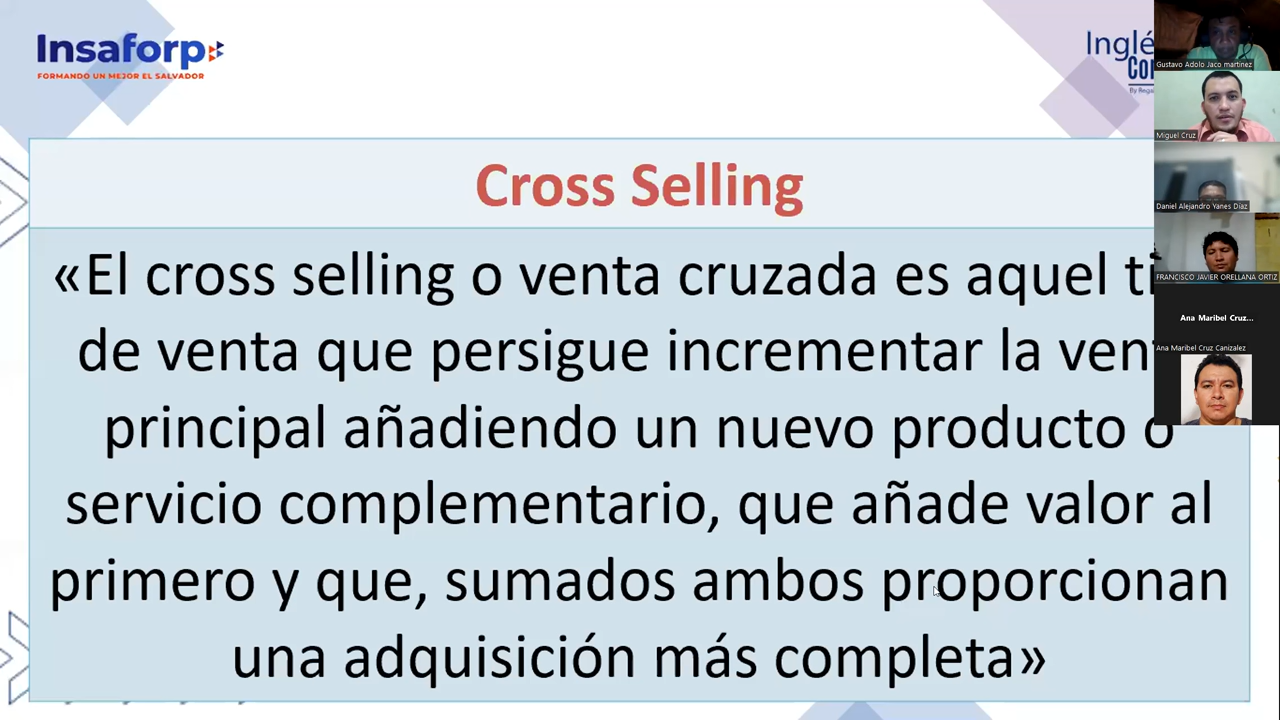 Insaforp
FORMANDO UN MEJOR EL SALVADOR
Cross Selling
«El cross selling o venta cruzada es aquel
de venta que persigue incrementar la
principal añadiendo un nuevo producto o
servicio complementario, que añade valor al
primero y que, sumados ambos proporcionan
una adquisición más completa»
Gustavo Adolo Jaco martinez
Miguel Cruz
Daniel Alejandro Yanes Diaz
FRANCISCO JAVIER ORELLANA ORTIZ
Ana Maribel Cruz...
Ana Maribel Cruz Canizalez